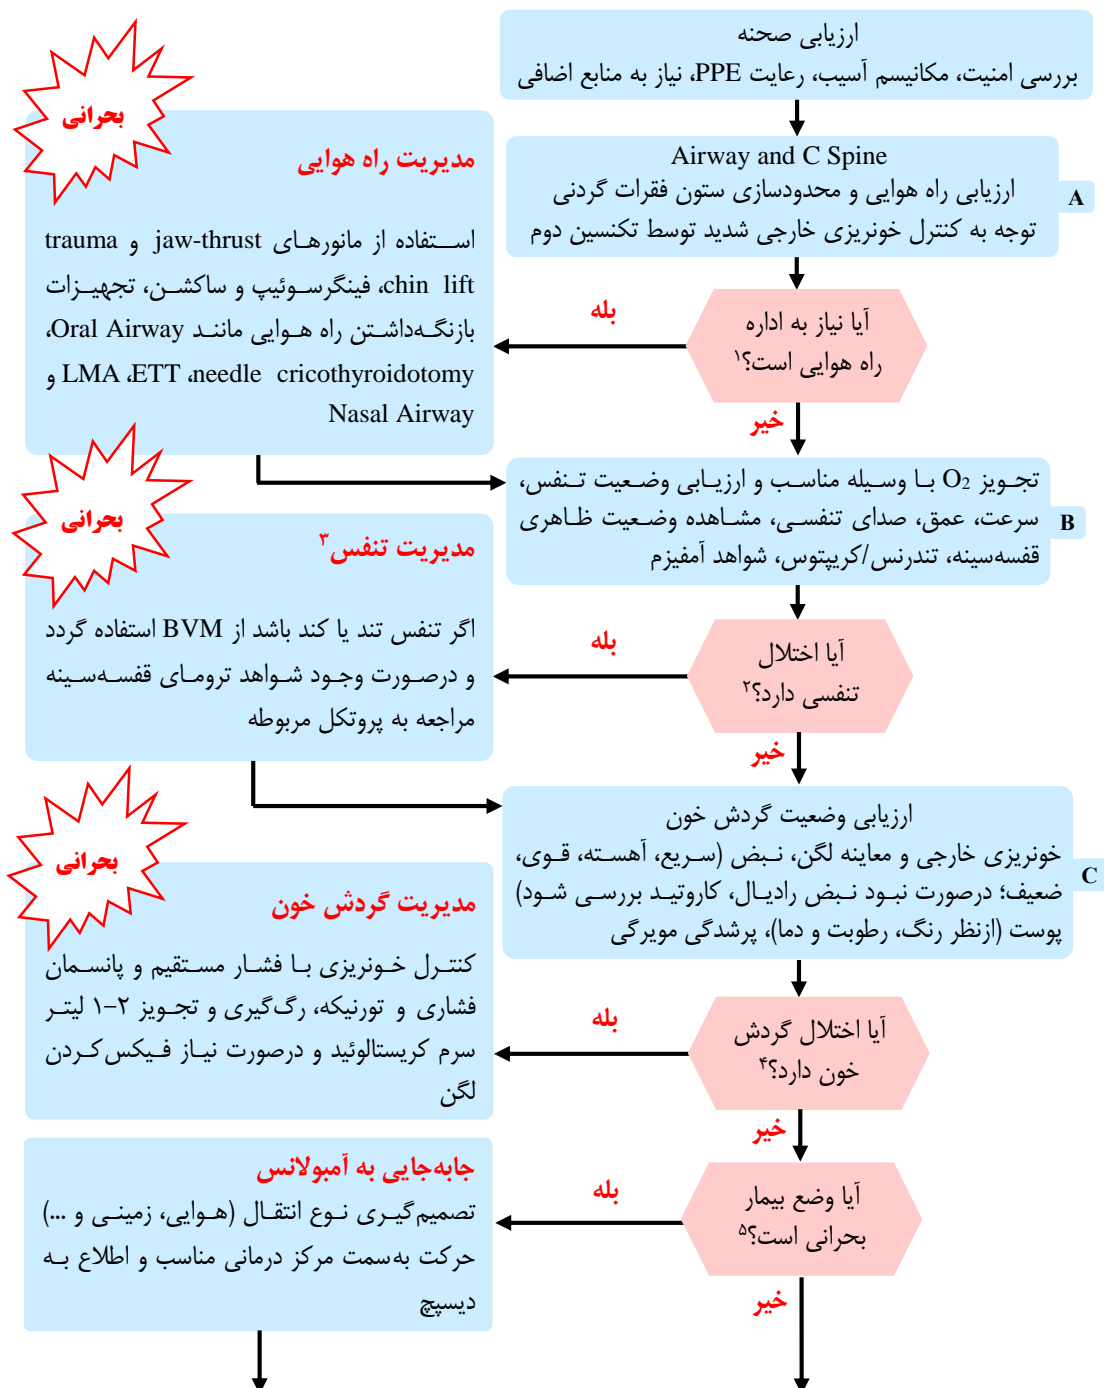 ارزیابی صحنه
بررسی امنیت، مکانیسم آسیب، رعایت PPE، نیاز به منابع اضافی
Airway and C Spine
ارزیابی راه هوایی و محدودسازی ستون فقرات گردنی
توجه به کنترل خونریزی خارجی شدید توسط تکنسین دوم
A
آیا نیاز به اداره
راه هوایی است؟۱
بله
خیر
بحرانی
مدیریت راه هوایی
استفاده از مانورهای jaw-thrust و trauma
chin lift، فینگرسوئیپ و ساکشن، تجهیزات
بازنگهداشتن راه هوایی مانند Oral Airway،
LMA ،ETT ،needle cricothyroidotomy و
Nasal Airway
تجویز O₂ با وسیله مناسب و ارزیابی وضعیت تنفس،
سرعت، عمق، صدای تنفسی، مشاهده وضعیت ظاهری
قفسه‌سینه، تندرنس/کریپتوس، شواهد آمفیزم
B
آیا اختلال
تنفسی دارد؟۲
بله
خیر
بحرانی
مدیریت تنفس۳
اگر تنفس تند یا کند باشد از BVM استفاده گردد
و درصورت وجود شواهد ترومای قفسه‌سینه
مراجعه به پروتکل مربوطه
ارزیابی وضعیت گردش خون
خونریزی خارجی و معاینه لگن، نبض (سریع، آهسته، قوی،
ضعیف؛ درصورت نبود نبض رادیال، کاروتید بررسی شود)
پوست (ازنظر رنگ، رطوبت و دما)، پرشدگی مویرگی
C
آیا اختلال گردش
خون دارد؟۴
بله
خیر
بحرانی
مدیریت گردش خون
کنترل خونریزی با فشار مستقیم و پانسمان
فشاری و تورنیکه، رگ‌گیری و تجویز ۲-۱ لیتر
سرم کریستالوئید و درصورت نیاز فیکس‌کردن
لگن
آیا وضع بیمار
بحرانی است؟۵
بله
خیر
جابه‌جایی به آمبولانس
تصمیم‌گیری نوع انتقال (هوایی، زمینی و ...)
حرکت به‌سمت مرکز درمانی مناسب و اطلاع به
دیسپچ